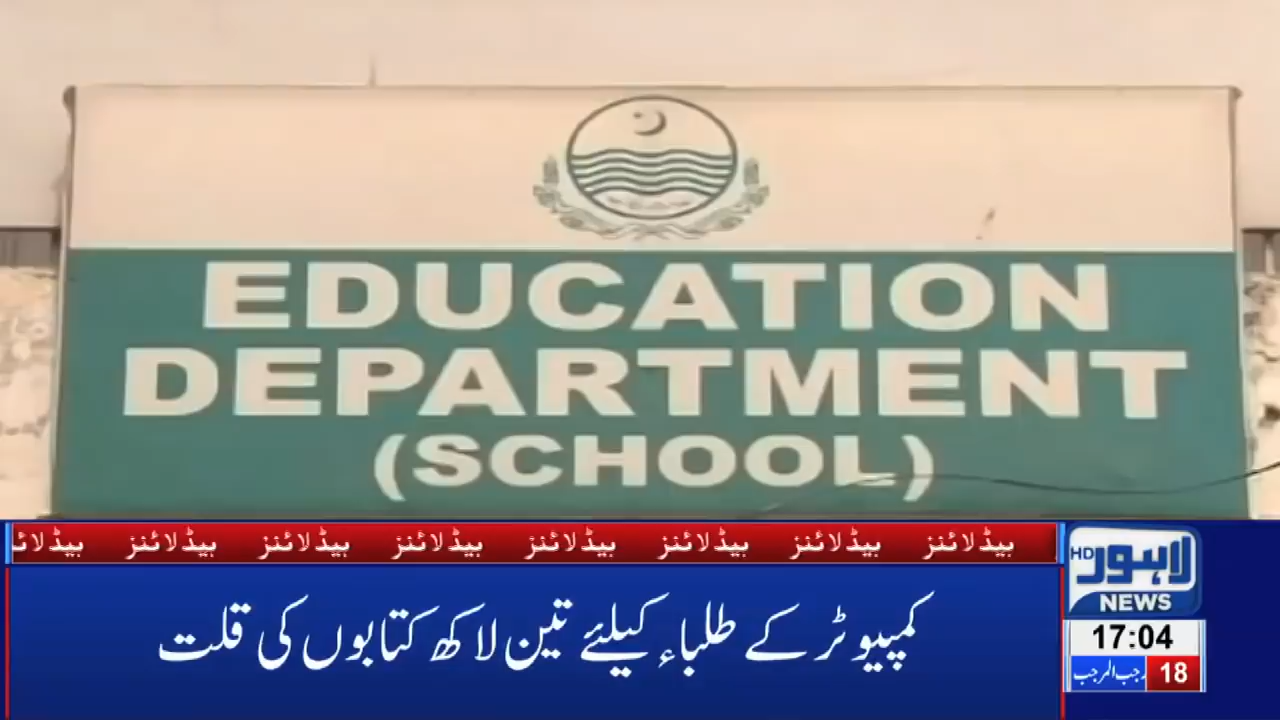 EDUCATION
DEPARTMENT
(SCHOOL)
ہیڈلائنز ہیڈلائنز ہیڈلائنز ہیڈلائنز ہیڈلائنز ہیڈلائنز ہیڈلائنز
کمپیوٹر کے طلباء کیلئے تین لاکھ کتابوں کی قلت
لاہور HD
NEWS
17:04
18 رجب المرجب